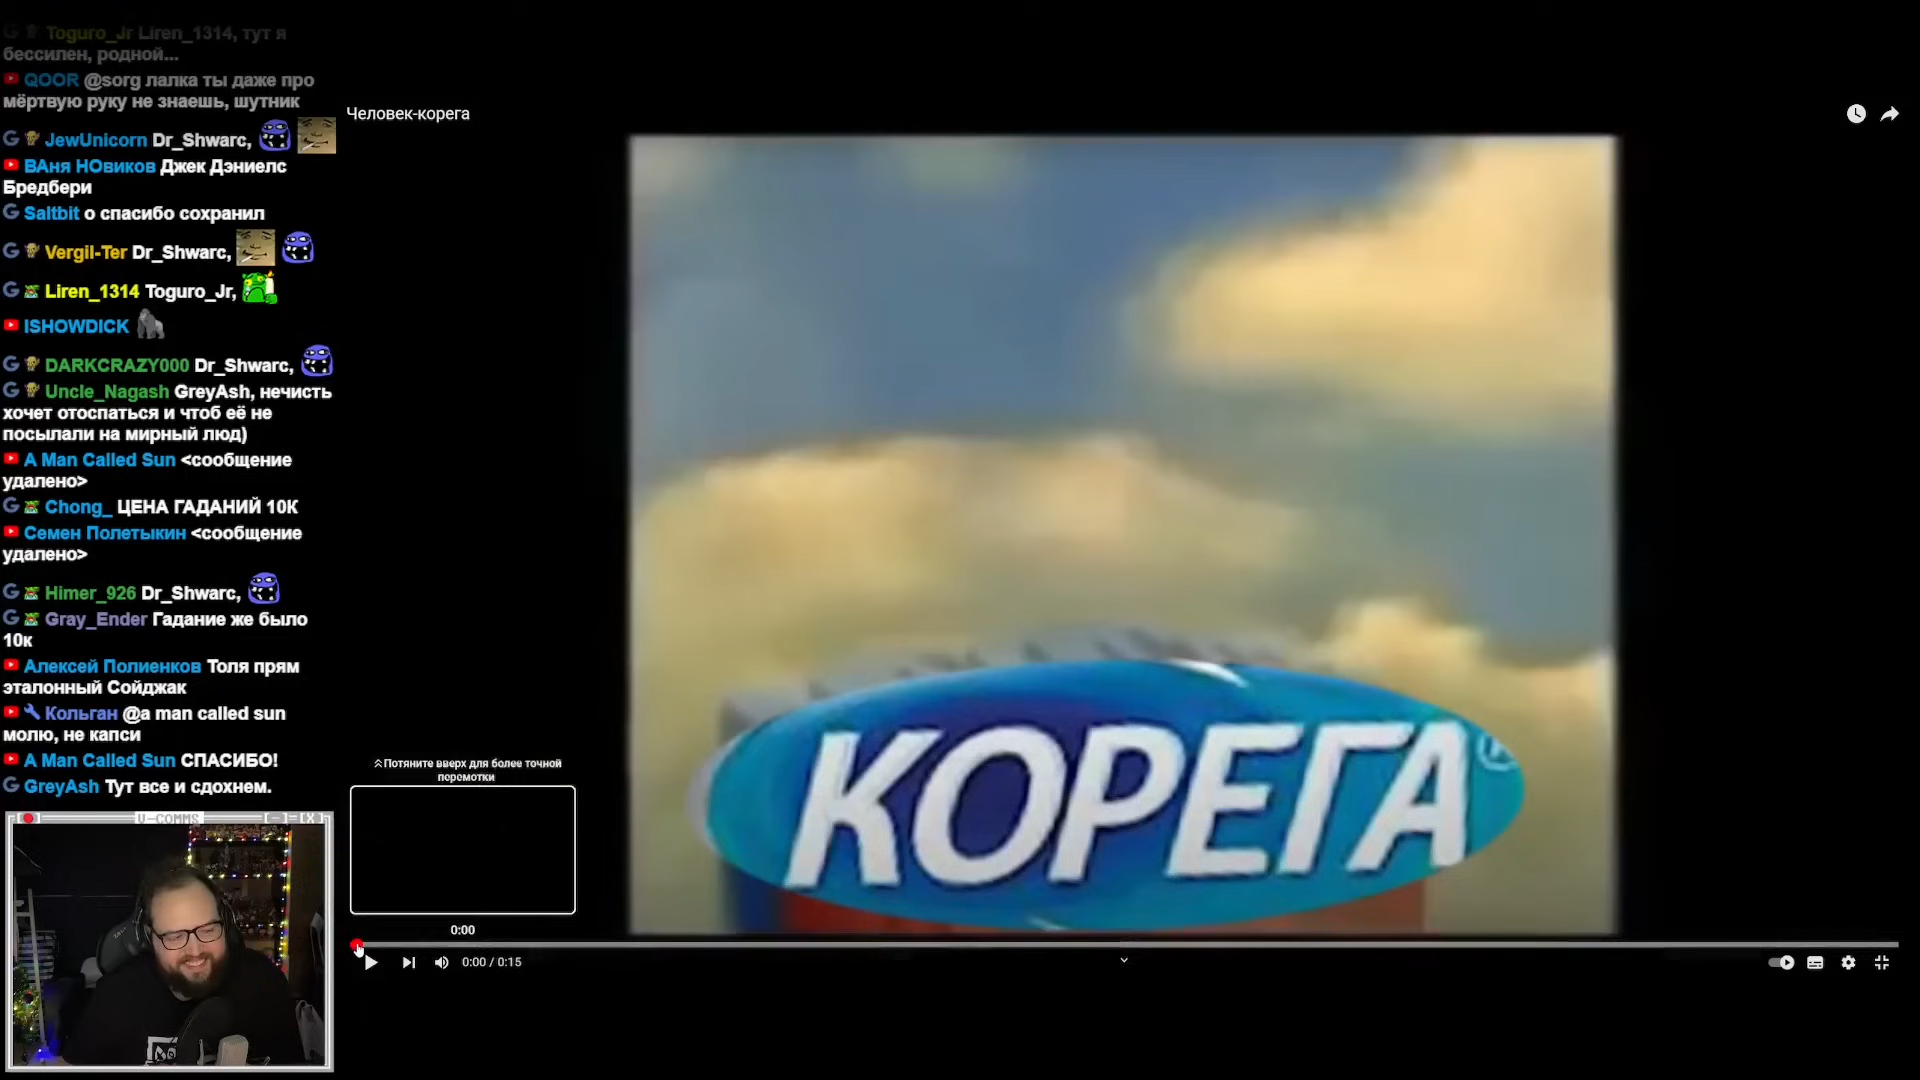 Toguro_Jr Liren_1314, тут я
бессилен, родной...
QOOR @sorg лалка ты даже про
мёртвую руку не знаешь, шутник
JewUnicorn Dr_Shwarc,
ВАня НОвиков Джек Дэниелс
Бредбери
Saltbit о спасибо сохранил
Vergil-Ter Dr_Shwarc,
Liren_1314 Toguro_Jr,
ISHOWDICK
DARKCRAZY000 Dr_Shwarc,
Uncle_Nagash GreyAsh, нечисть
хочет отоспаться и чтоб её не
посылали на мирный люд)
A Man Called Sun <сообщение
удалено>
Chong_ ЦЕНА ГАДАНИЙ 10К
Семен Полетыкин <сообщение
удалено>
Himer_926 Dr_Shwarc,
Gray_Ender Гадание же было
10к
Алексей Полиенков Толя прям
эталонный Сойджак
Кольган @a man called sun
молю, не капси
A Man Called Sun СПАСИБО!
GreyAsh Тут все и сдохнем.
V-COMMS
Человек-корега
КОРЕГА®
Потяните вверх для более точной
перемотки
0:00
0:00 / 0:15